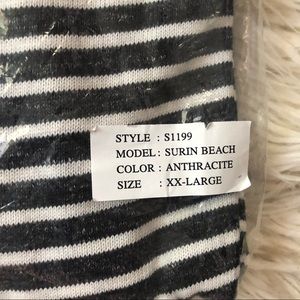 STYLE : S1199
MODEL : SURIN BEACH
COLOR : ANTHRACITE
SIZE : XX-LARGE